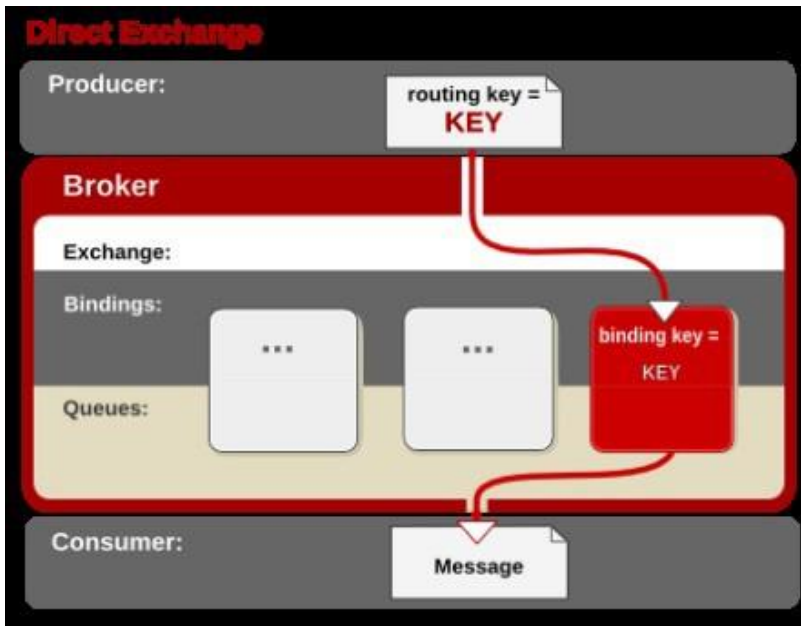 Direct Exchange
Producer:
routing key =
KEY
Broker
Exchange:
Bindings:
...
...
binding key =
KEY
Queues:
Consumer:
Message